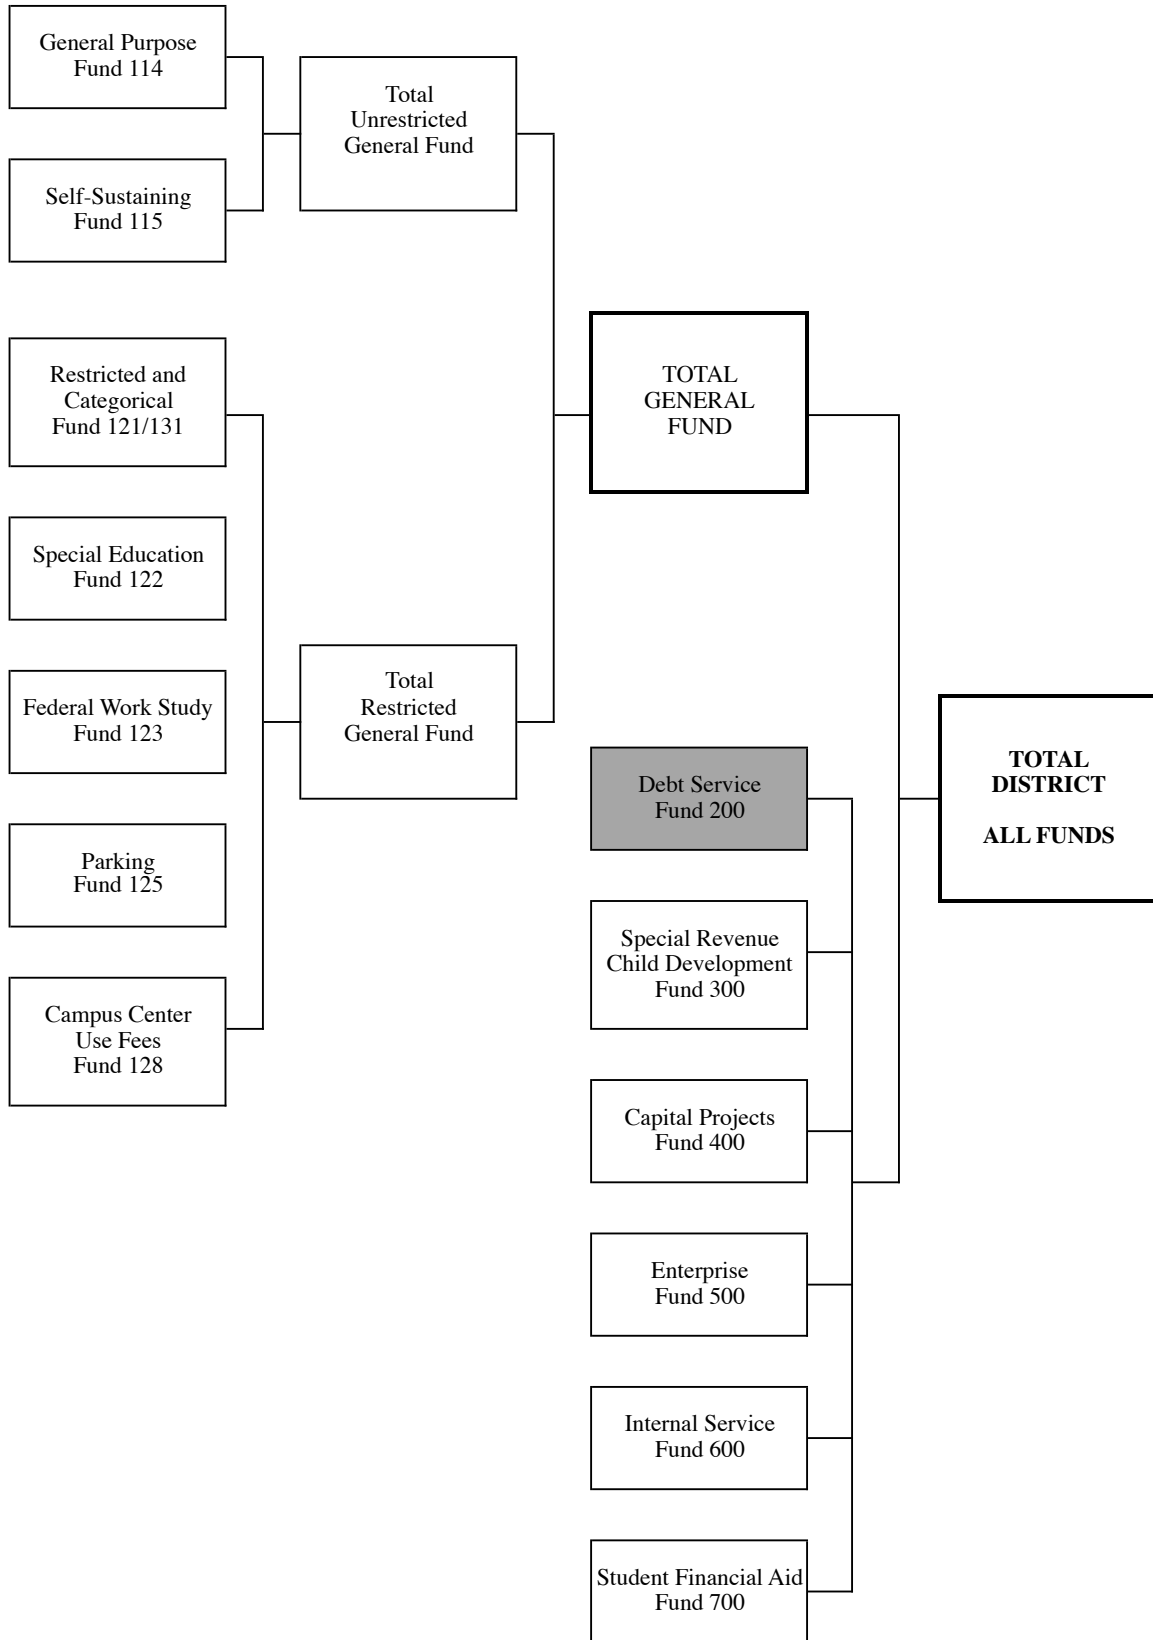 General Purpose
Fund 114
Self-Sustaining
Fund 115
Restricted and
Categorical
Fund 121/131
Special Education
Fund 122
Federal Work Study
Fund 123
Parking
Fund 125
Campus Center
Use Fees
Fund 128
Total
Unrestricted
General Fund
Total
Restricted
General Fund
TOTAL
GENERAL
FUND
Debt Service
Fund 200
Special Revenue
Child Development
Fund 300
Capital Projects
Fund 400
Enterprise
Fund 500
Internal Service
Fund 600
Student Financial Aid
Fund 700
TOTAL
DISTRICT
ALL FUNDS